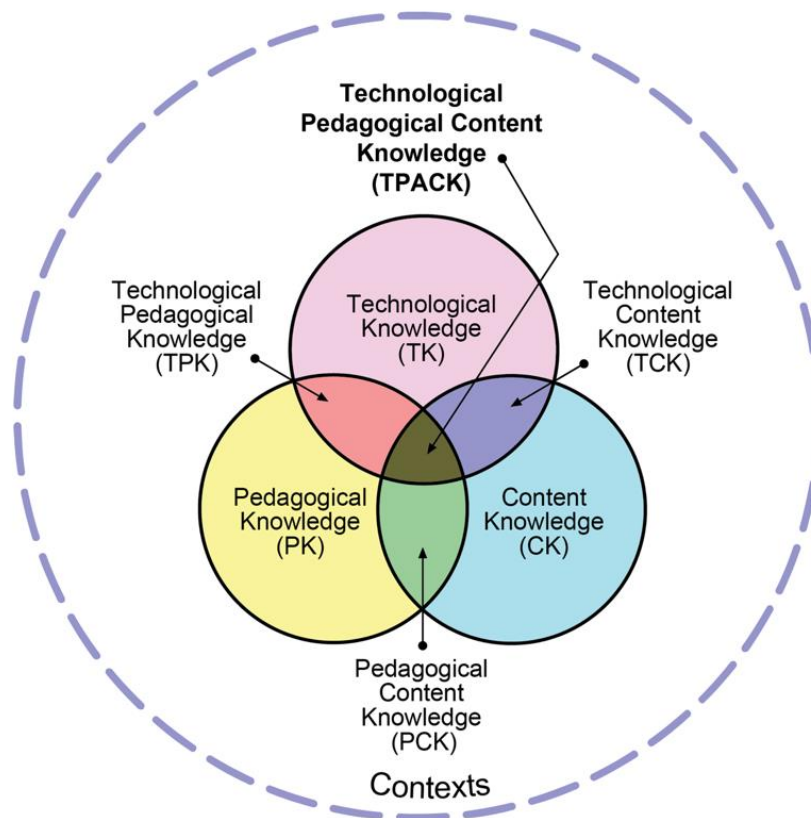 Technological
Pedagogical Content
Knowledge
(TPACK)
Technological
Pedagogical
Knowledge
(TPK)
Technological
Knowledge
(TK)
Technological
Content
Knowledge
(TCK)
Pedagogical
Knowledge
(PK)
Content
Knowledge
(CK)
Pedagogical
Content
Knowledge
(PCK)
Contexts